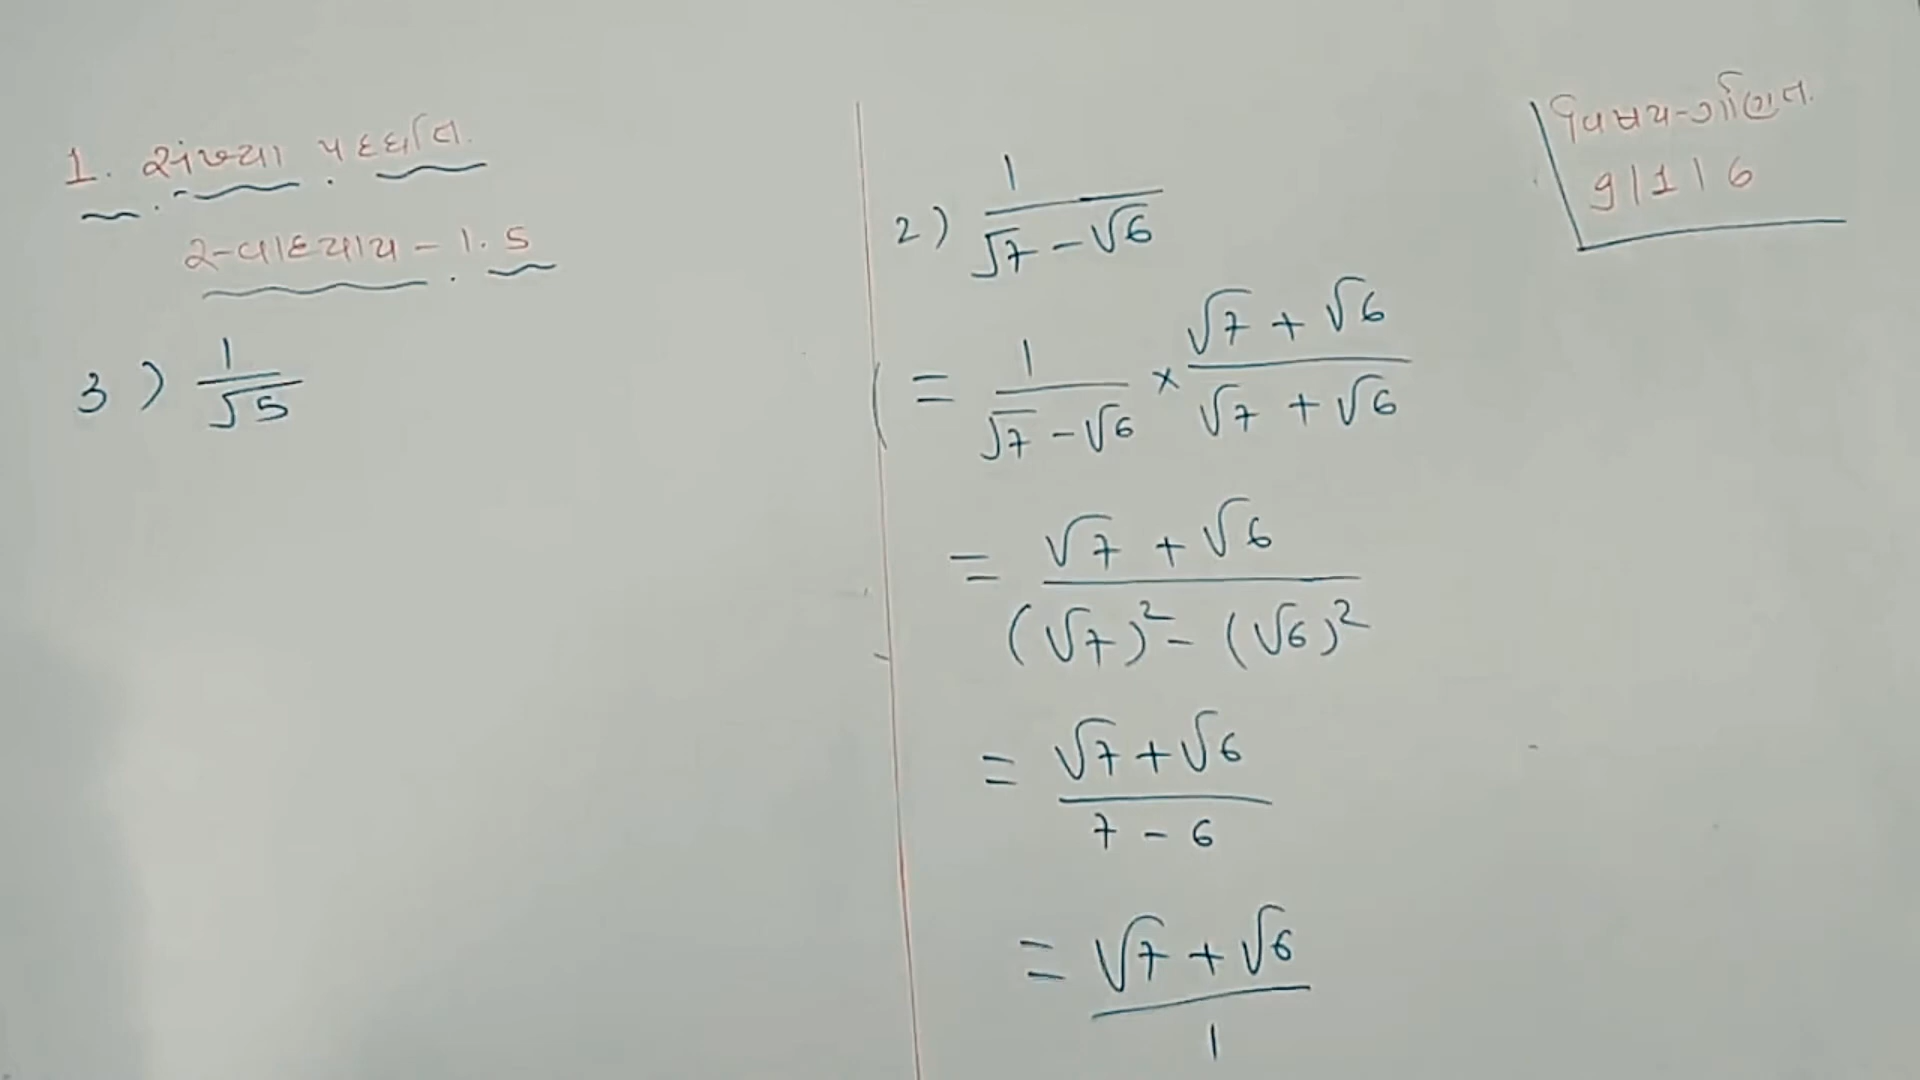 1. સંખ્યા પદ્ધતિ.
સ્વાધ્યાય - 1.5
3) 1/√5
2) 1/(√7 - √6)
= 1/(√7 - √6) × (√7 + √6)/(√7 + √6)
= (√7 + √6)/((√7)² - (√6)²)
= (√7 + √6)/(7 - 6)
= (√7 + √6)/1
વિષય-ગણિત.
9|1|6